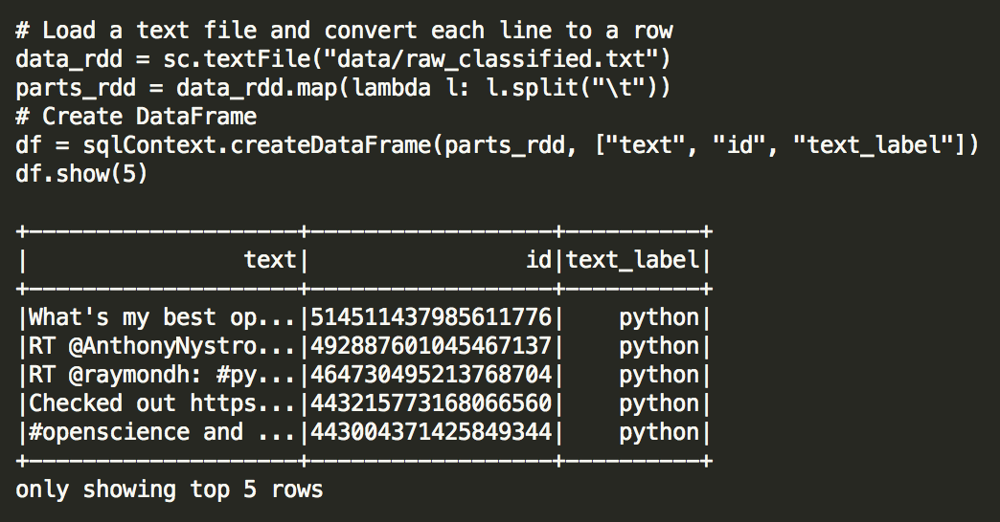 # Load a text file and convert each line to a row
data_rdd = sc.textFile("data/raw_classified.txt")
parts_rdd = data_rdd.map(lambda l: l.split("\t"))
# Create DataFrame
df = sqlContext.createDataFrame(parts_rdd, ["text", "id", "text_label"])
df.show(5)
+--------------------+------------------+----------+
|                text|                id|text_label|
+--------------------+------------------+----------+
|What's my best op...|514511437985611776|    python|
|RT @AnthonyNystro...|492887601045467137|    python|
|RT @raymondh: #py...|464730495213768704|    python|
|Checked out https...|443215773168066560|    python|
|#openscience and ...|443004371425849344|    python|
+--------------------+------------------+----------+
only showing top 5 rows